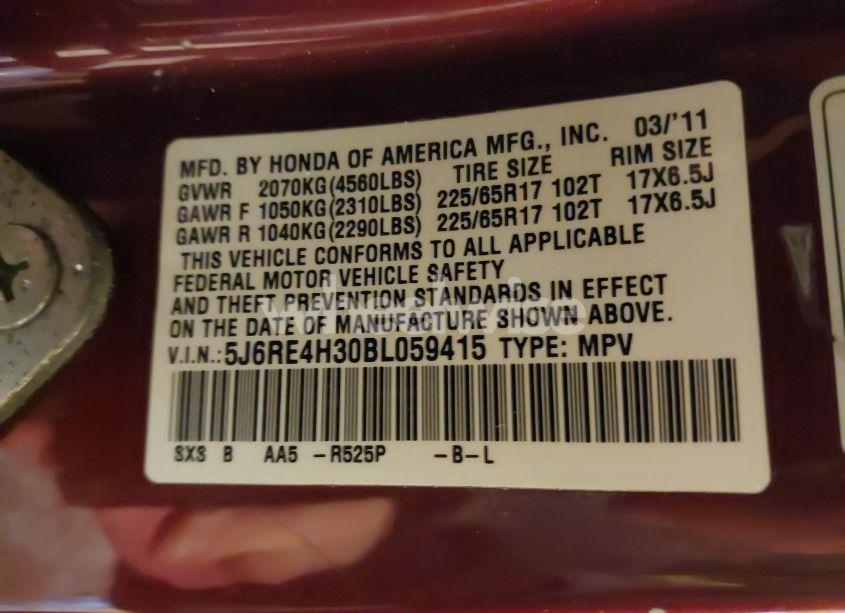 MFD. BY HONDA OF AMERICA MFG., INC. 03/'11
GVWR 2070KG(4560LBS) TIRE SIZE RIM SIZE
GAWR F 1050KG(2310LBS) 225/65R17 102T 17X6.5J
GAWR R 1040KG(2290LBS) 225/65R17 102T 17X6.5J
THIS VEHICLE CONFORMS TO ALL APPLICABLE
FEDERAL MOTOR VEHICLE SAFETY
AND THEFT PREVENTION STANDARDS IN EFFECT
ON THE DATE OF MANUFACTURE SHOWN ABOVE.
V.I.N.:5J6RE4H30BL059415 TYPE: MPV
SXS B AA5 -R525P -B-L